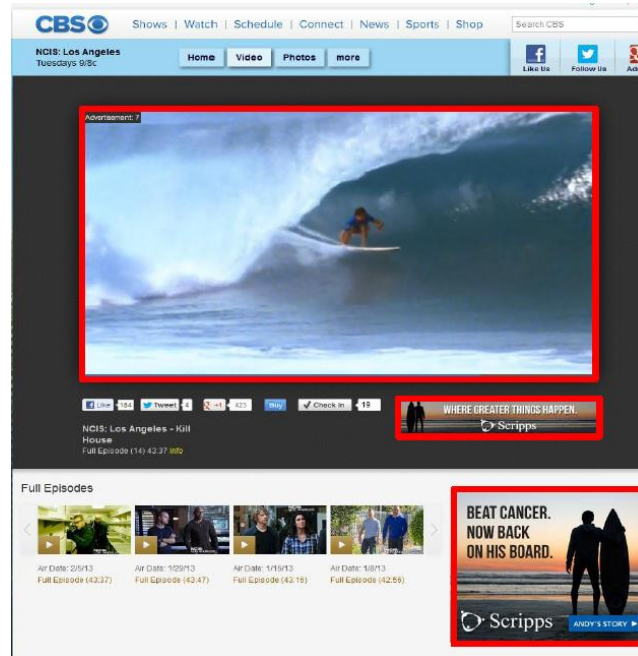 CBS
Shows | Watch | Schedule | Connect | News | Sports | Shop
Search CBS
NCIS: Los Angeles
Tuesdays 9/8c
Home Video Photos more
Like Us Follow Us
Advertisement: 7
Like 184 Tweet 4 +1 423 Buy Check In 19
WHERE GREATER THINGS HAPPEN.
Scripps
NCIS: Los Angeles - Kill
House
Full Episode (14) 43:37 Info
Full Episodes
Air Date: 2/5/13 Air Date: 1/29/13 Air Date: 1/15/13 Air Date: 1/8/13
Full Episode (43:37) Full Episode (43:47) Full Episode (43:16) Full Episode (42:56)
BEAT CANCER.
NOW BACK
ON HIS BOARD.
Scripps
ANDY'S STORY